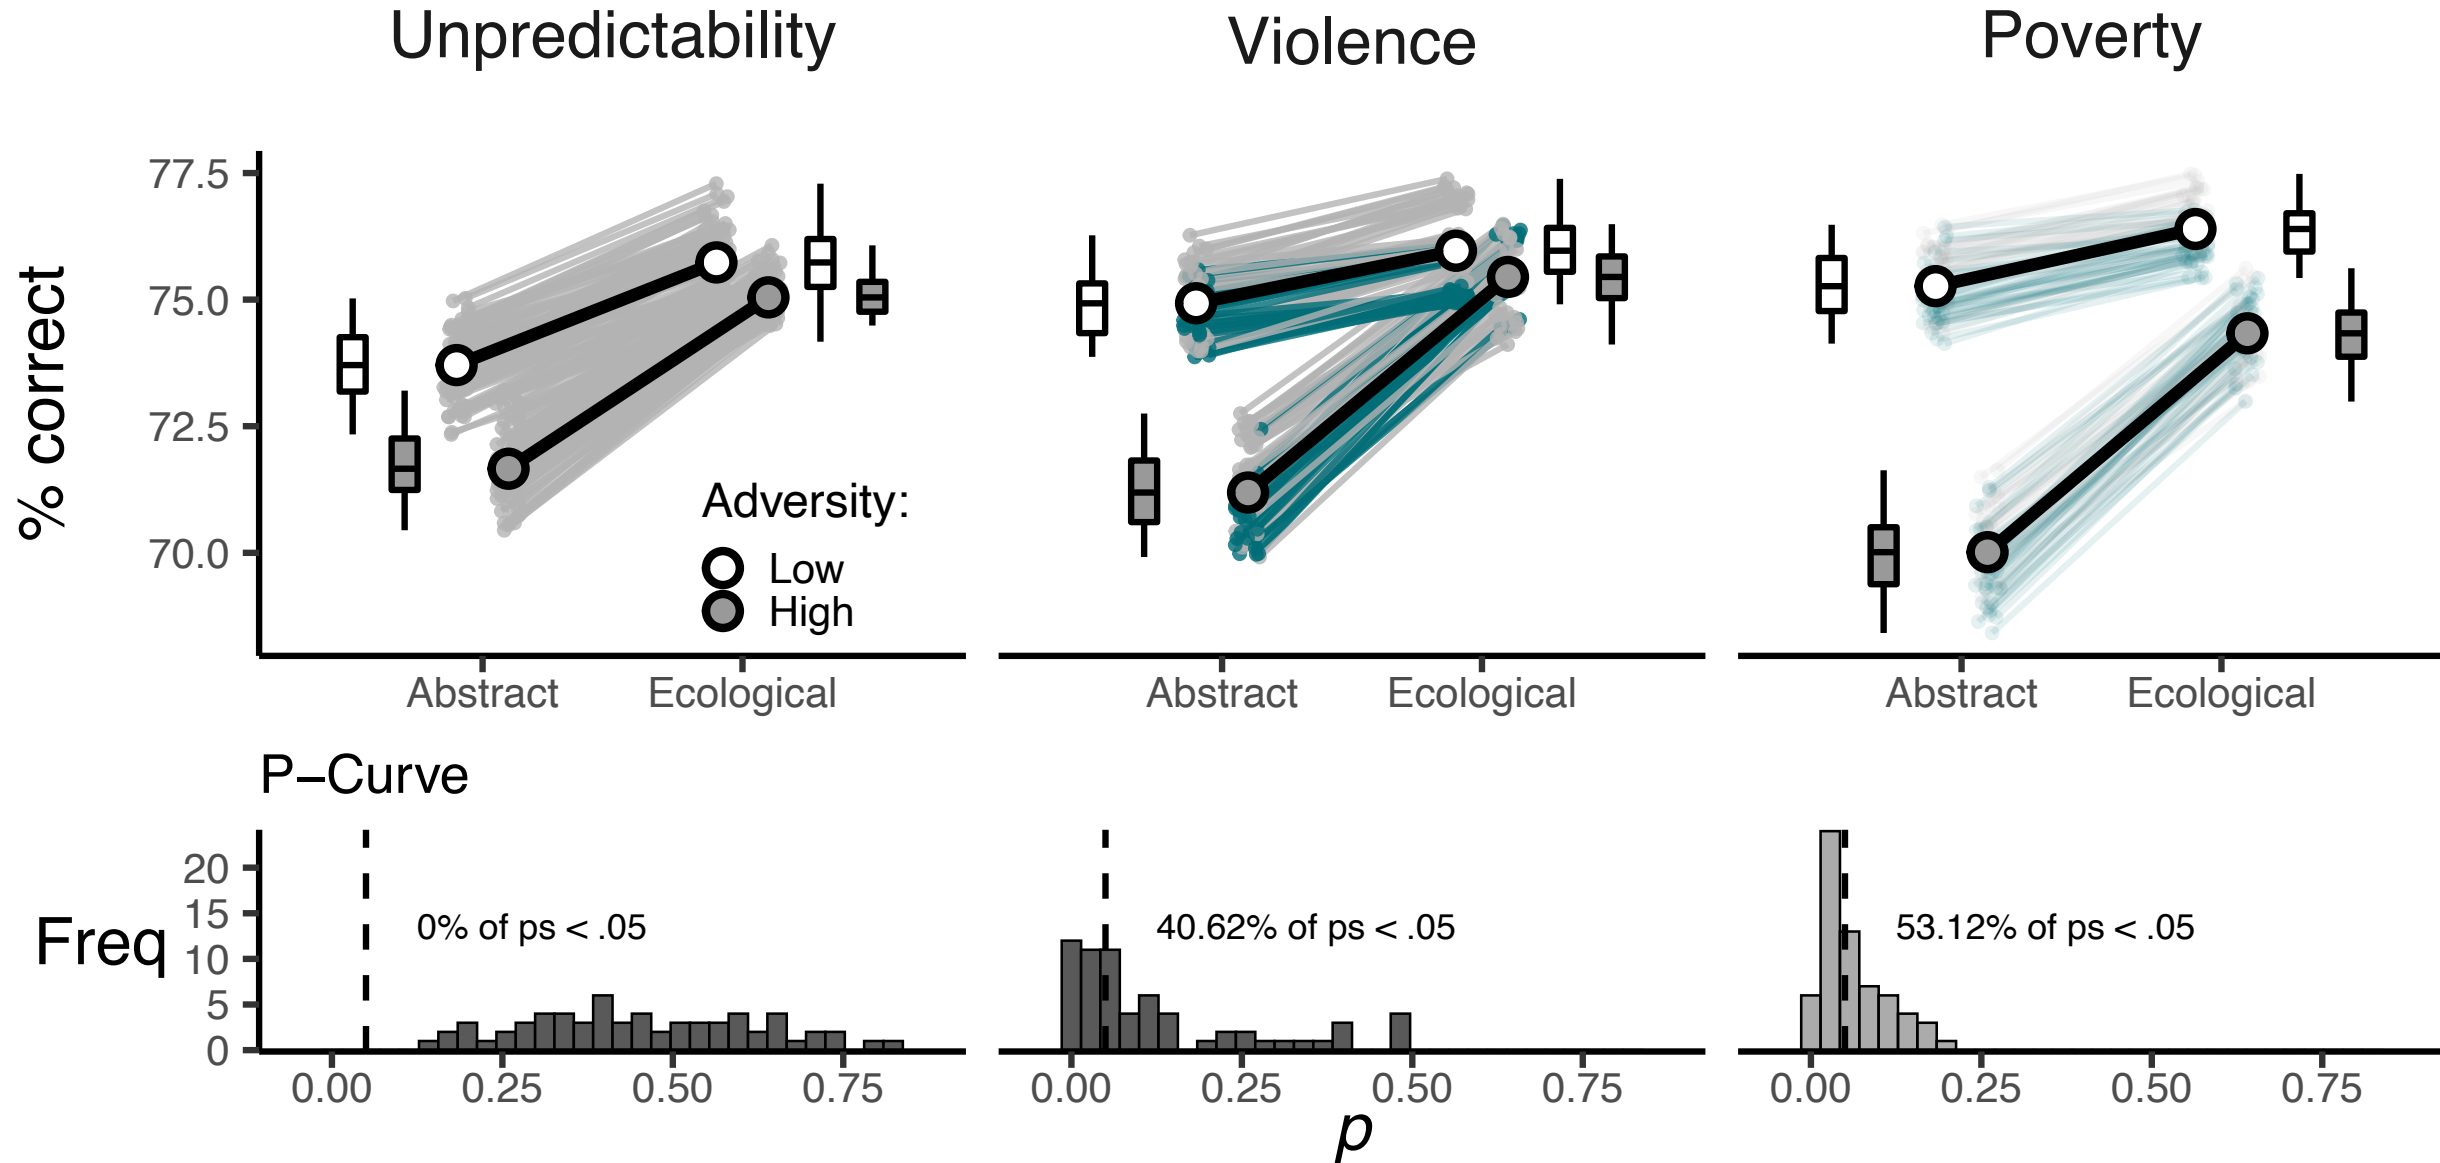 Unpredictability Violence Poverty
% correct
77.5
75.0
72.5
70.0
Adversity:
Low
High
Abstract Ecological Abstract Ecological Abstract Ecological
P–Curve
Freq
20
15
10
5
0
0% of ps < .05 40.62% of ps < .05 53.12% of ps < .05
0.00 0.25 0.50 0.75 0.00 0.25 0.50 0.75 0.00 0.25 0.50 0.75
p